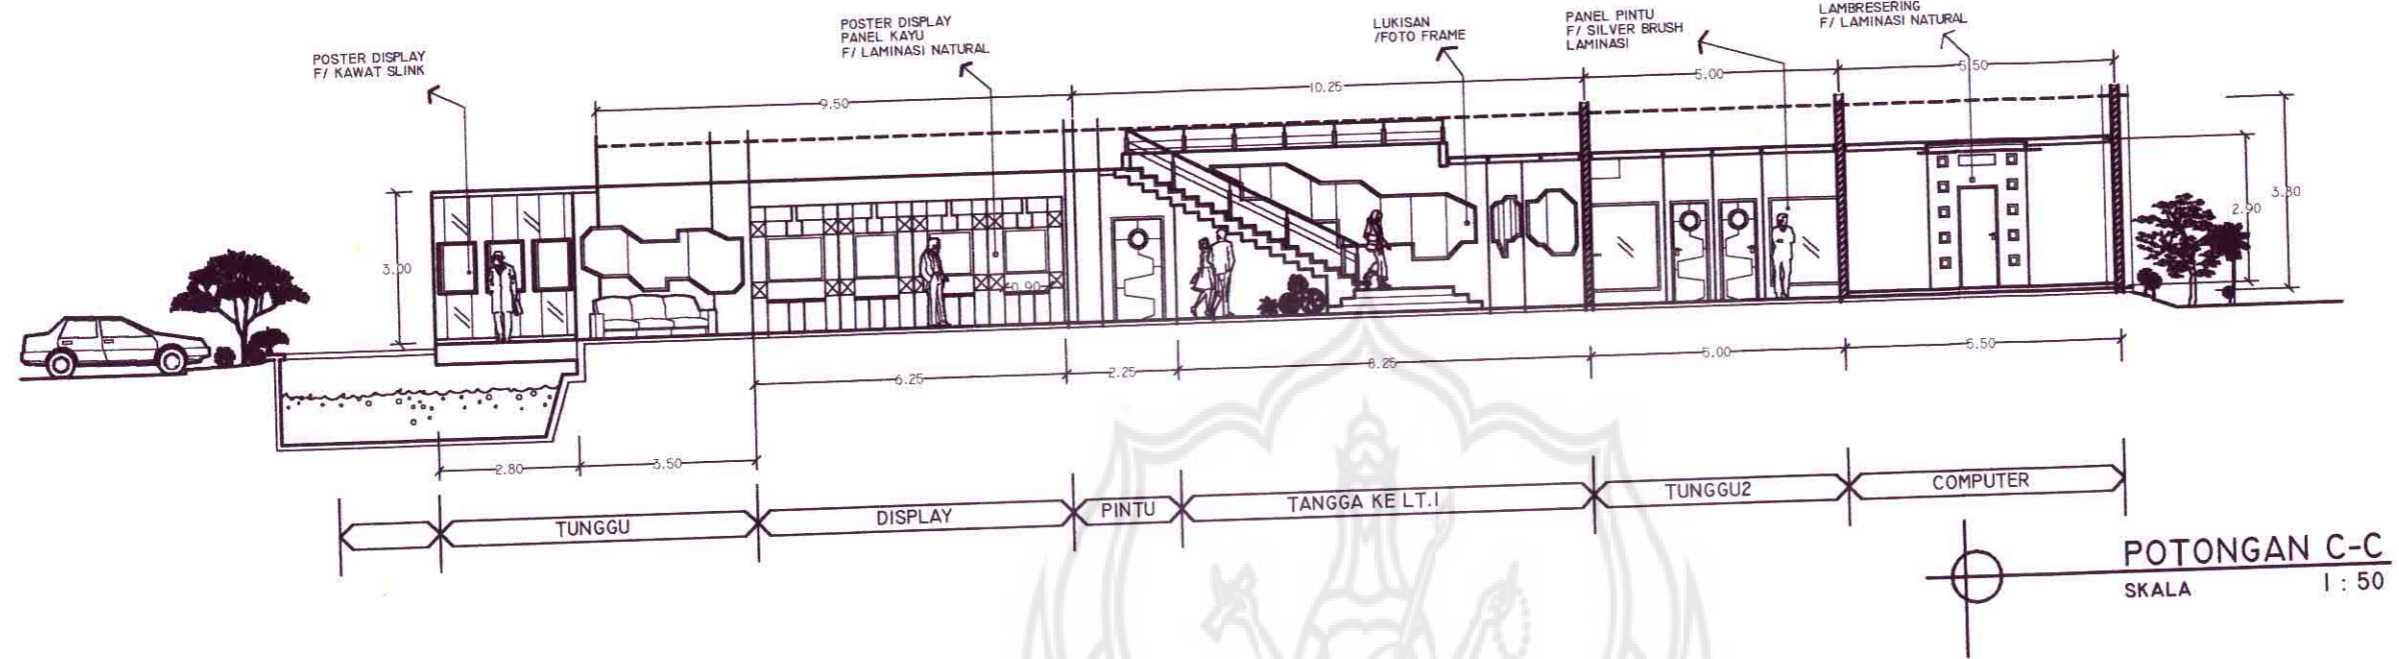 POSTER DISPLAY
F/ KAWAT SLINK
POSTER DISPLAY
PANEL KAYU
F/ LAMINASI NATURAL
LUKISAN
/FOTO FRAME
PANEL PINTU
F/ SILVER BRUSH
LAMINASI
LAMBRESERING
F/ LAMINASI NATURAL
9.50
10.25
5.00
5.50
3.00
0.90
2.90
3.80
6.25
2.25
8.25
5.00
5.50
2.80
3.50
TUNGGU
DISPLAY
PINTU
TANGGA KE LT.1
TUNGGU2
COMPUTER
POTONGAN C-C
SKALA 1 : 50